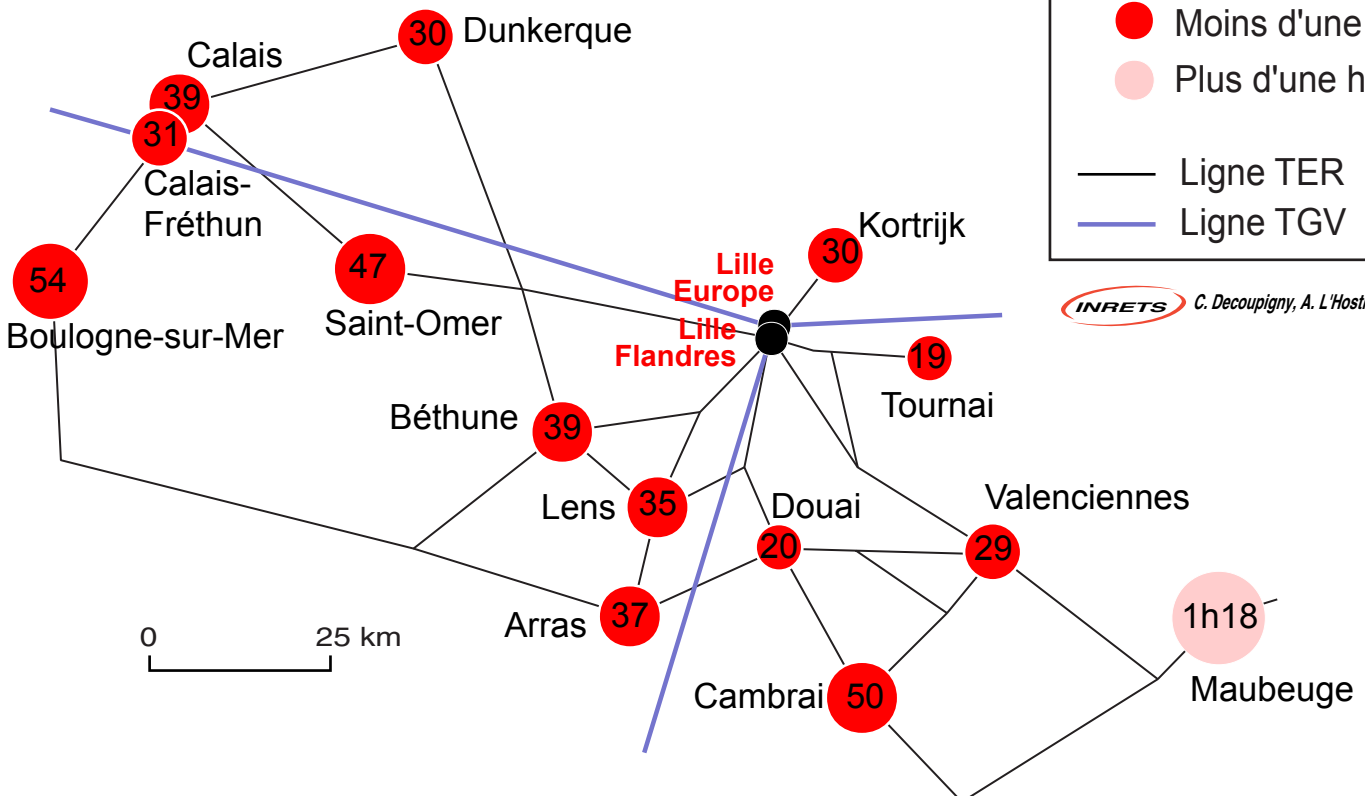 Moins d'une
Plus d'une h
Ligne TER
Ligne TGV
INRETS
C. Decoupigny, A. L'Hosti
30
Dunkerque
Calais
39
31
Calais-
Fréthun
54
Boulogne-sur-Mer
47
Saint-Omer
30
Kortrijk
Lille
Europe
Lille
Flandres
19
Tournai
Béthune
39
Lens
35
Douai
20
Valenciennes
29
Arras
37
1h18
Maubeuge
Cambrai
50
0
25 km